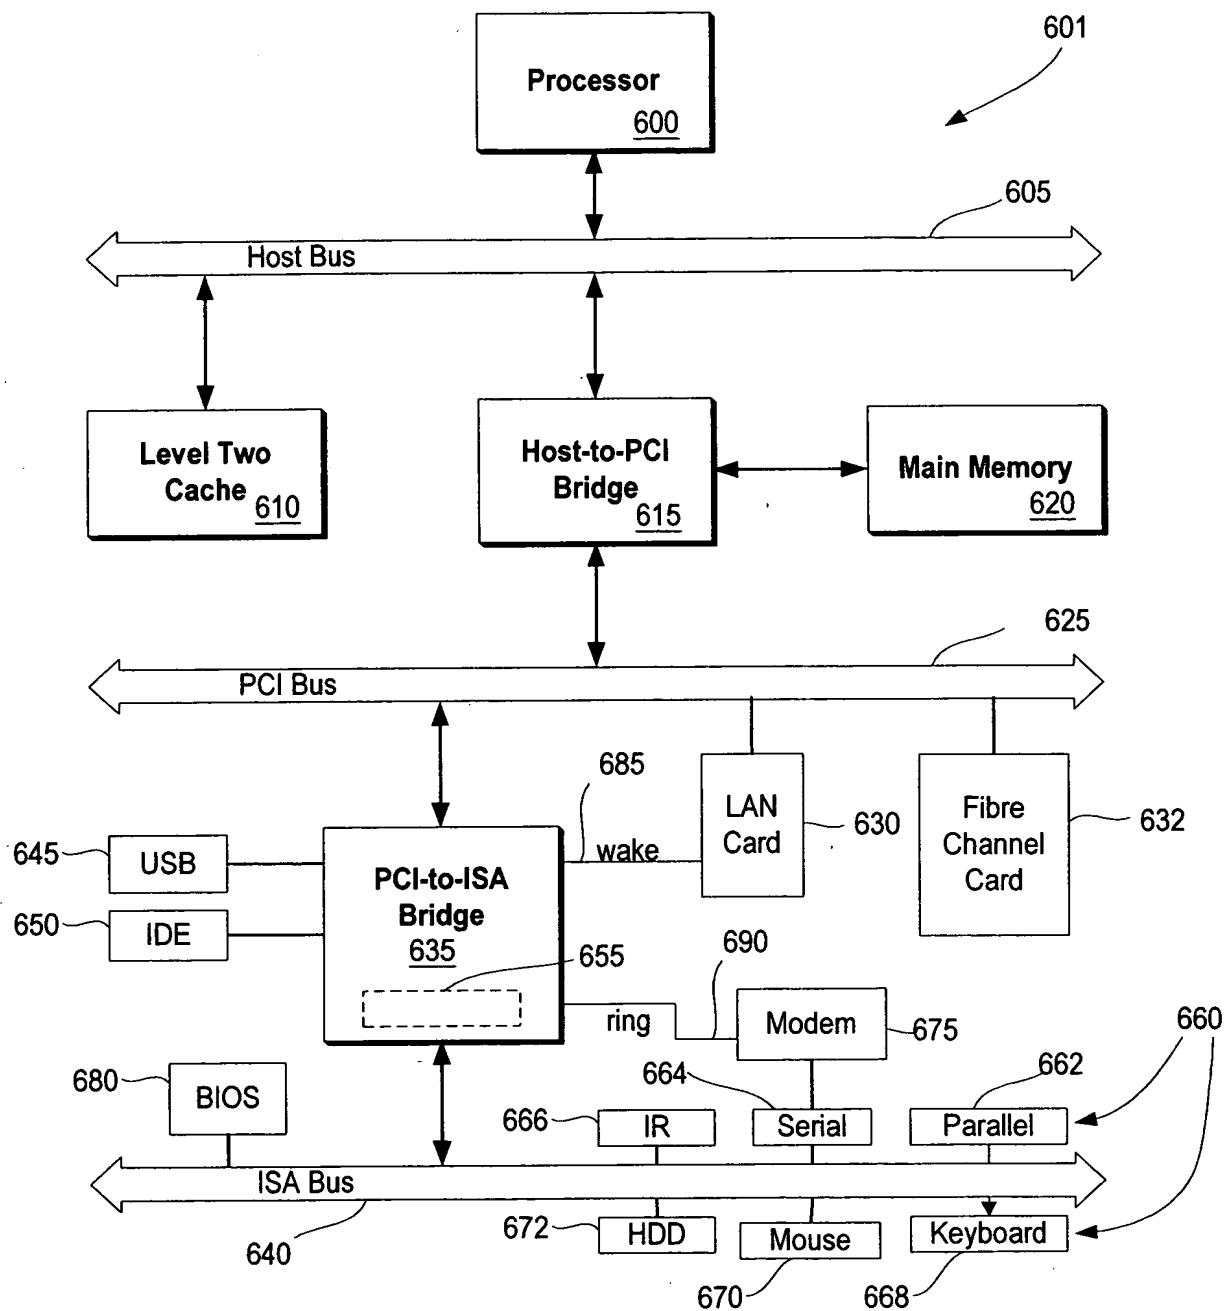 601
Processor
600
605
Host Bus
Level Two
Cache
610
Host-to-PCI
Bridge
615
Main Memory
620
625
PCI Bus
685
LAN
Card
630
Fibre
Channel
Card
632
645
USB
wake
PCI-to-ISA
Bridge
635
650
IDE
655
690
ring
Modem
675
660
680
BIOS
664
662
666
IR
Serial
Parallel
ISA Bus
640
672
HDD
Mouse
Keyboard
670
668